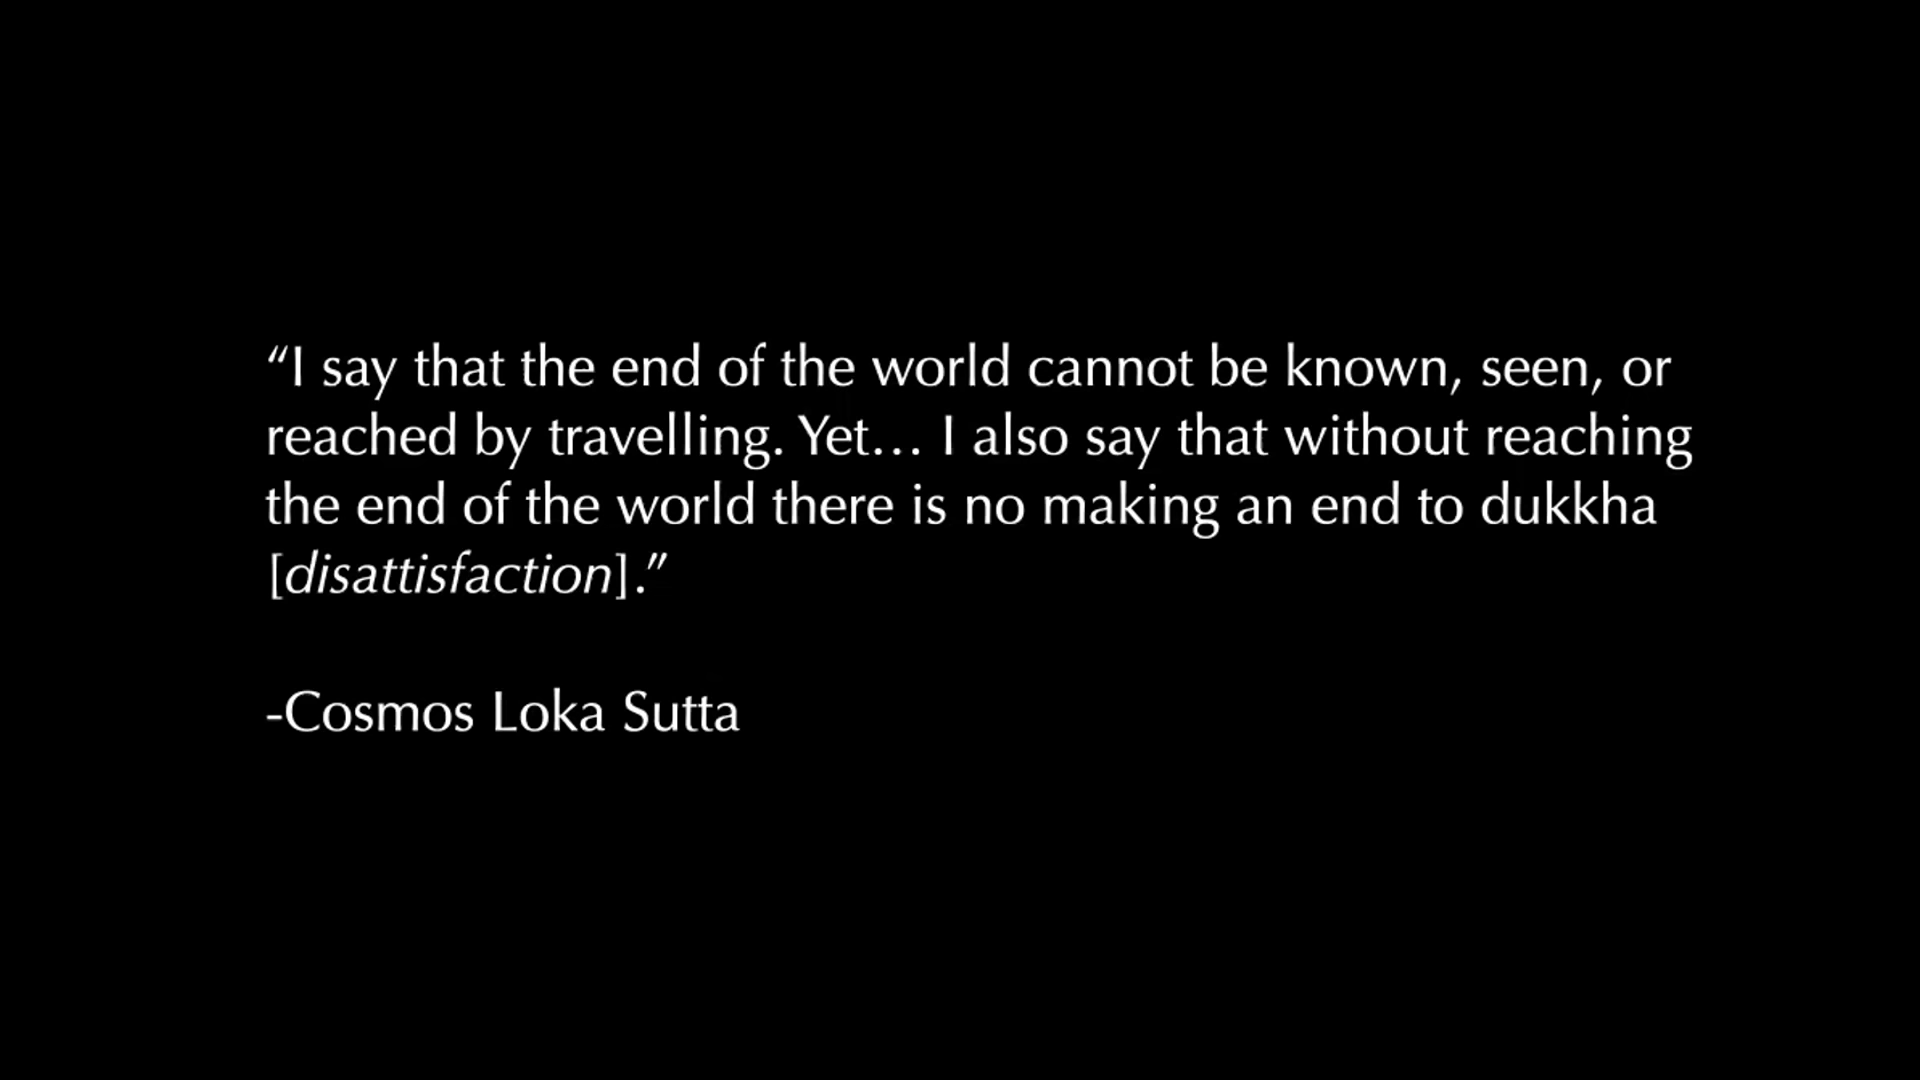 “I say that the end of the world cannot be known, seen, or
reached by travelling. Yet… I also say that without reaching
the end of the world there is no making an end to dukkha
[disattisfaction].”
-Cosmos Loka Sutta